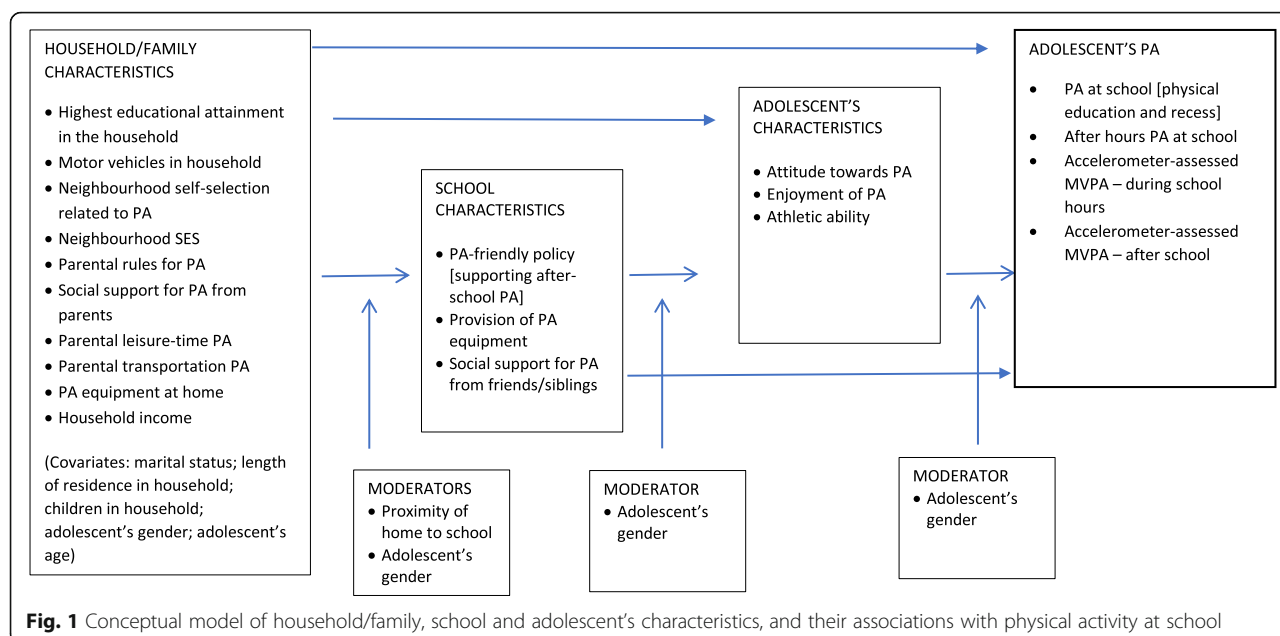 HOUSEHOLD/FAMILY
CHARACTERISTICS
• Highest educational attainment
in the household
• Motor vehicles in household
• Neighbourhood self-selection
related to PA
• Neighbourhood SES
• Parental rules for PA
• Social support for PA from
parents
• Parental leisure-time PA
• Parental transportation PA
• PA equipment at home
• Household income
(Covariates: marital status; length
of residence in household;
children in household;
adolescent’s gender; adolescent’s
age)
SCHOOL
CHARACTERISTICS
• PA-friendly policy
[supporting after-
school PA]
• Provision of PA
equipment
• Social support for PA
from friends/siblings
ADOLESCENT’S
CHARACTERISTICS
• Attitude towards PA
• Enjoyment of PA
• Athletic ability
ADOLESCENT’S PA
• PA at school [physical
education and recess]
• After hours PA at school
• Accelerometer-assessed
MVPA – during school
hours
• Accelerometer-assessed
MVPA – after school
MODERATORS
• Proximity of
home to school
• Adolescent’s
gender
MODERATOR
• Adolescent’s
gender
MODERATOR
• Adolescent’s
gender
Fig. 1 Conceptual model of household/family, school and adolescent’s characteristics, and their associations with physical activity at school